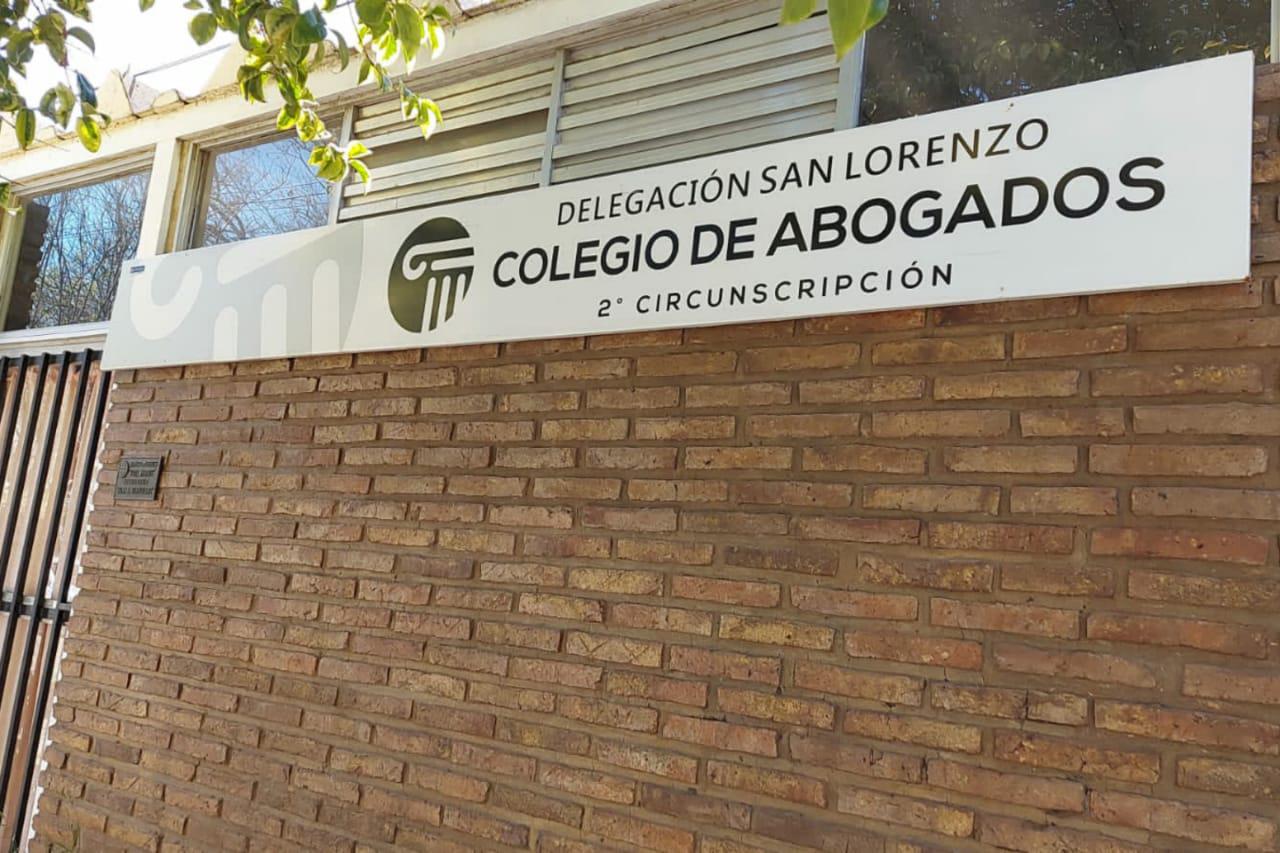 DELEGACIÓN SAN LORENZO
COLEGIO DE ABOGADOS
2° CIRCUNSCRIPCIÓN